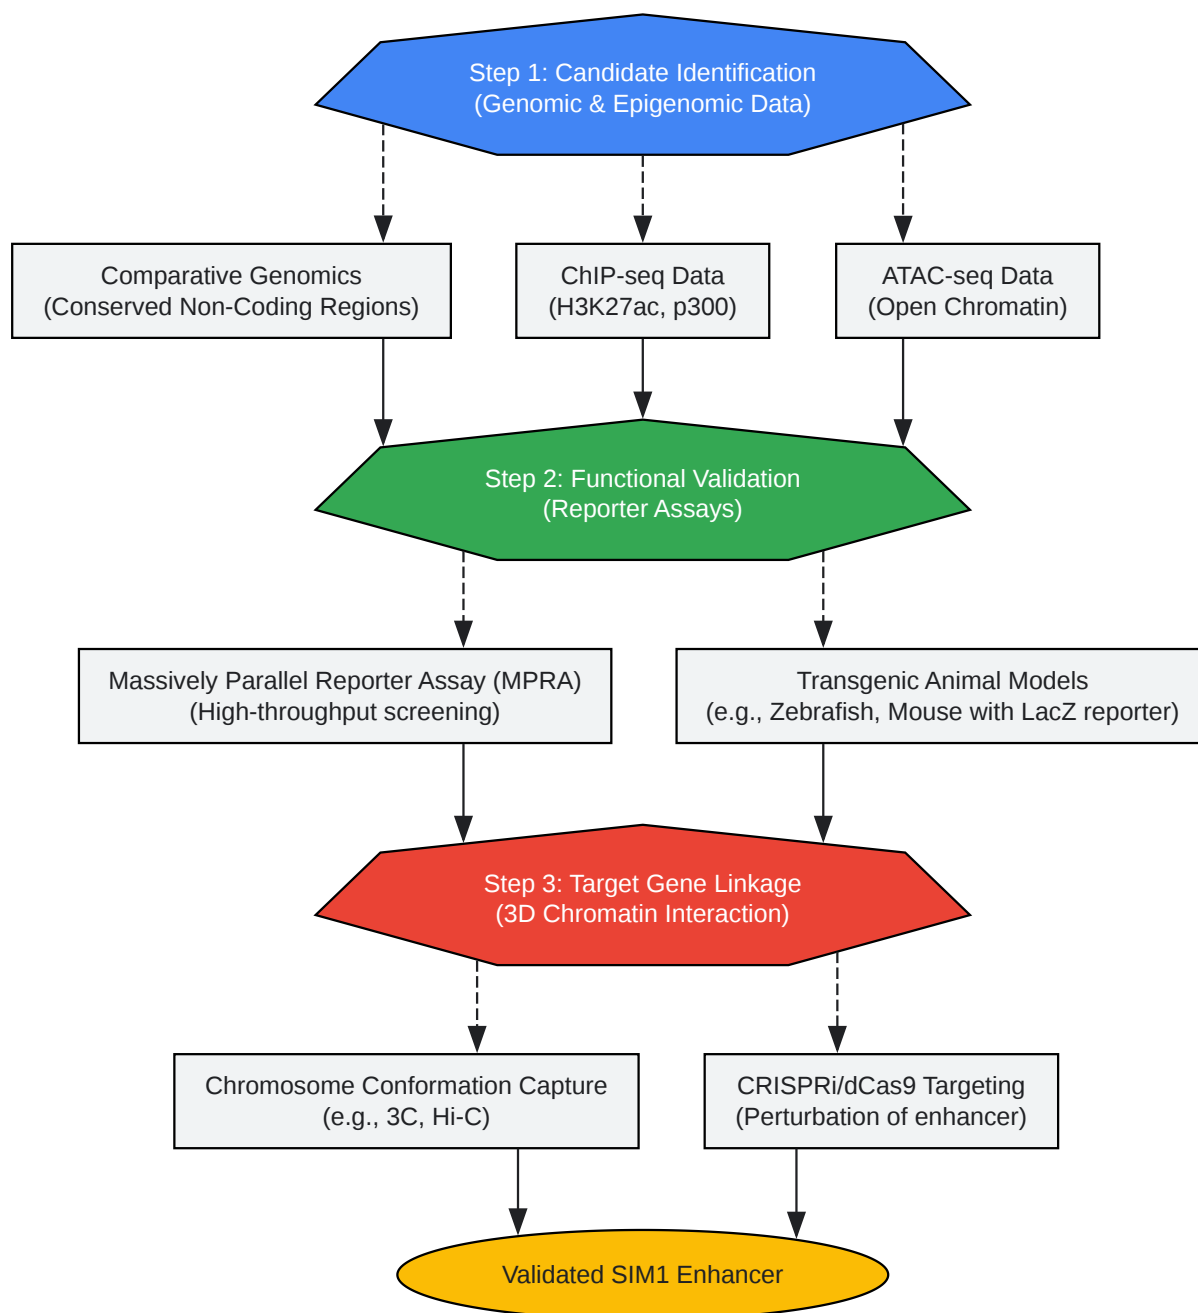 Step 1: Candidate Identification
(Genomic & Epigenomic Data)
Comparative Genomics
(Conserved Non-Coding Regions)
ChIP-seq Data
(H3K27ac, p300)
ATAC-seq Data
(Open Chromatin)
Step 2: Functional Validation
(Reporter Assays)
Massively Parallel Reporter Assay (MPRA)
(High-throughput screening)
Transgenic Animal Models
(e.g., Zebrafish, Mouse with LacZ reporter)
Step 3: Target Gene Linkage
(3D Chromatin Interaction)
Chromosome Conformation Capture
(e.g., 3C, Hi-C)
CRISPRi/dCas9 Targeting
(Perturbation of enhancer)
Validated SIM1 Enhancer